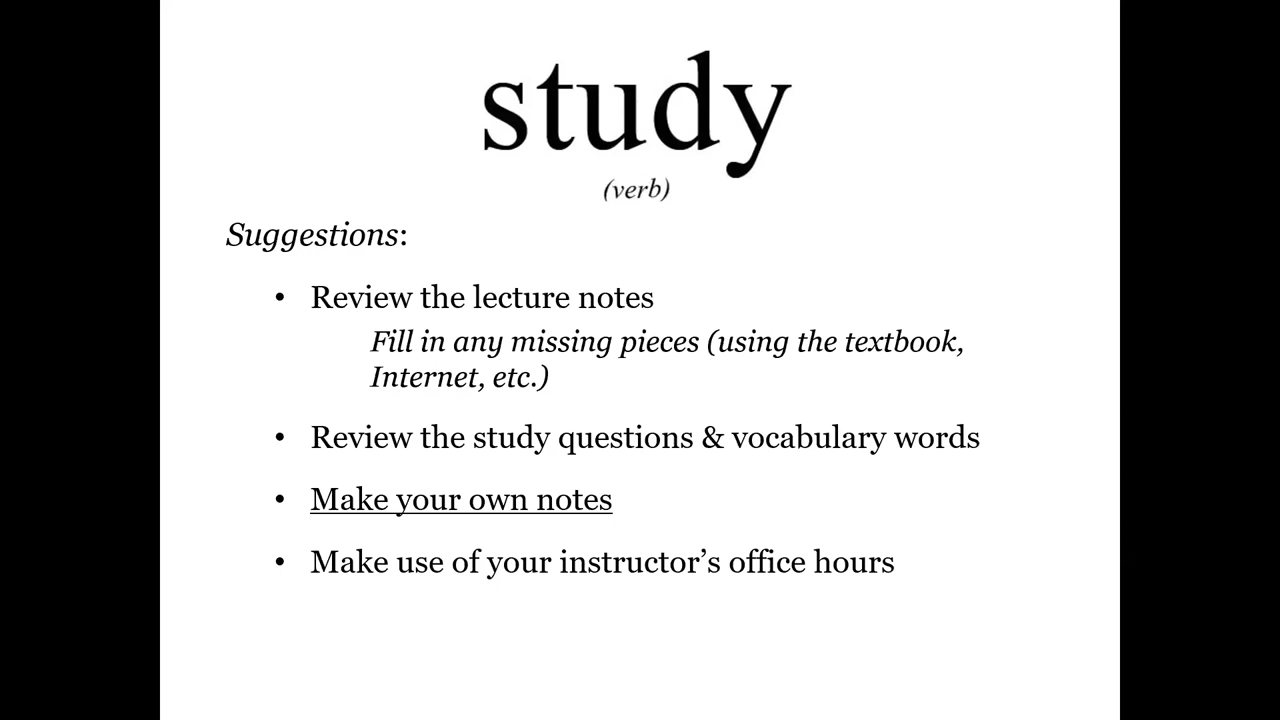 study
(verb)
Suggestions:
• Review the lecture notes
Fill in any missing pieces (using the textbook,
Internet, etc.)
• Review the study questions & vocabulary words
• Make your own notes
• Make use of your instructor’s office hours